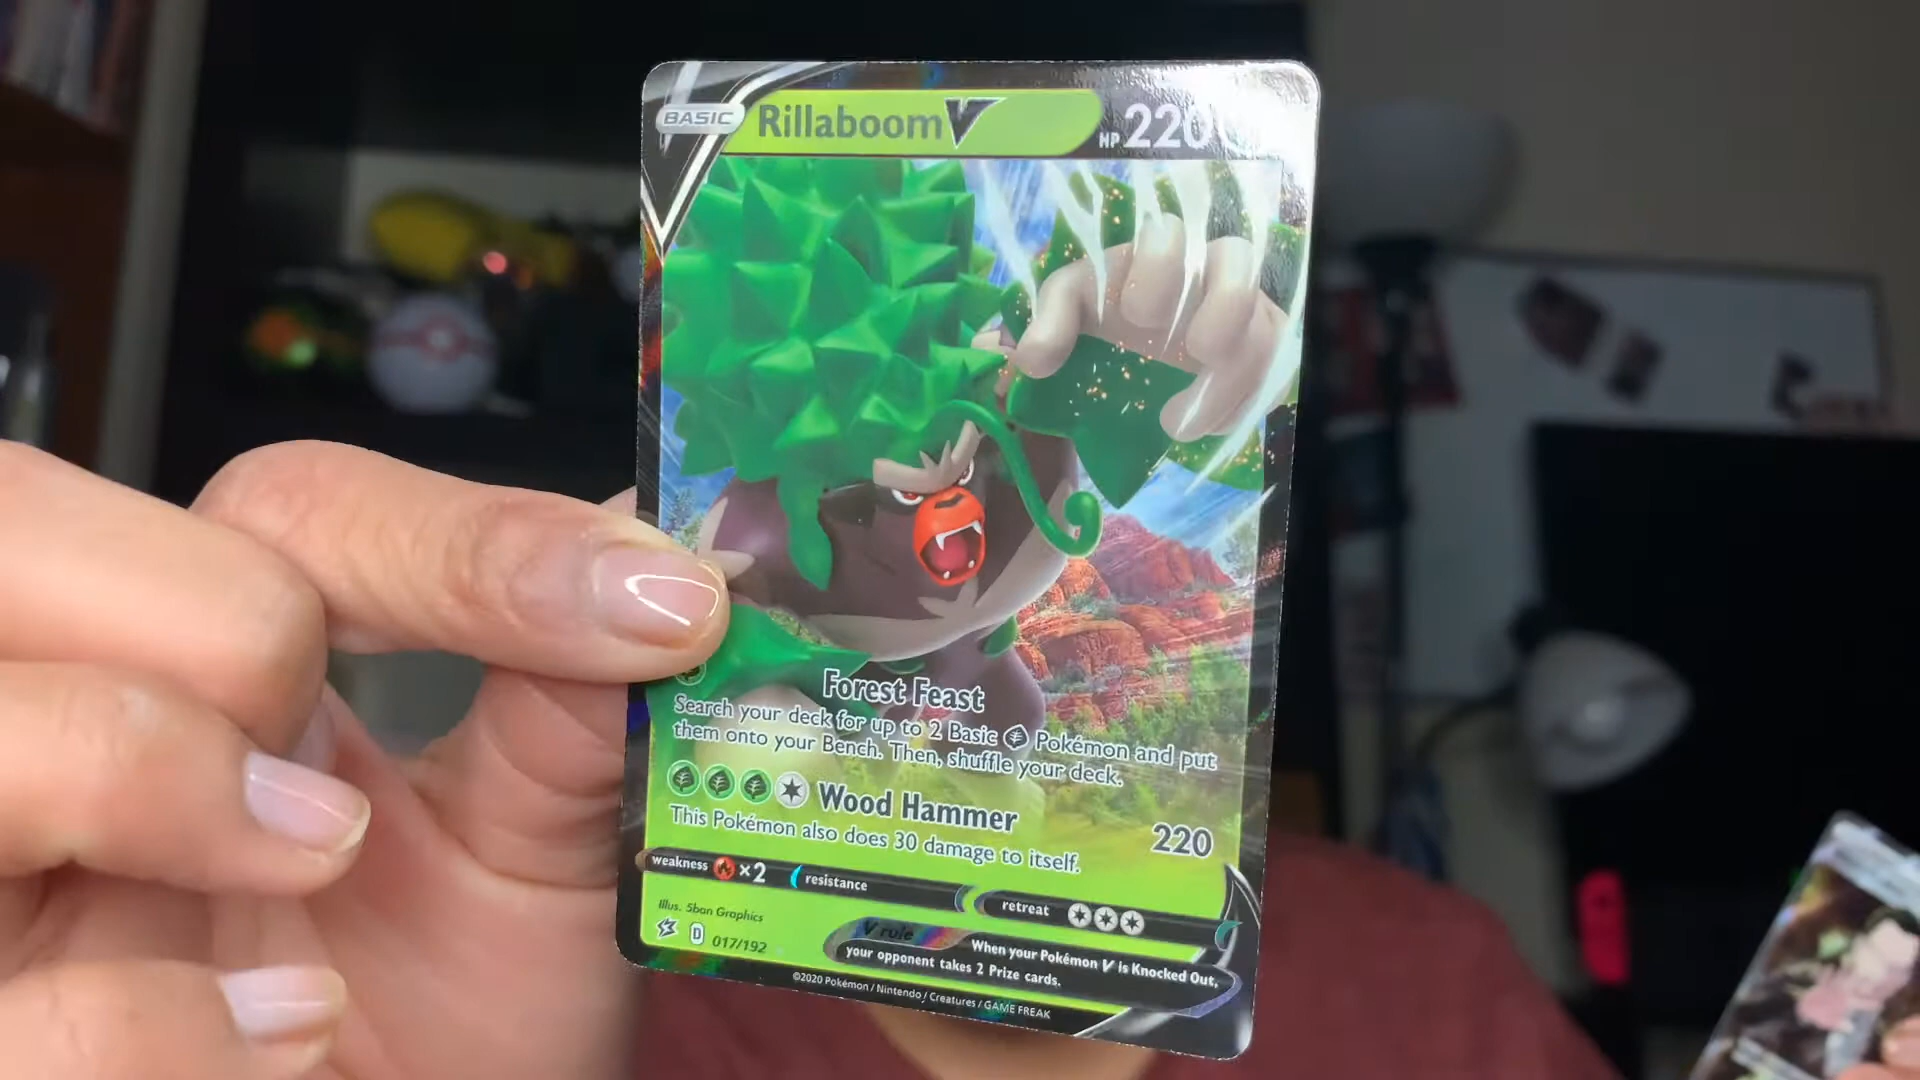 BASIC Rillaboom V HP 220
Forest Feast
Search your deck for up to 2 Basic Pokémon and put
them onto your Bench. Then, shuffle your deck.
Wood Hammer 220
This Pokémon also does 30 damage to itself.
weakness ×2 resistance retreat
Illus. 5ban Graphics
D 017/192
V rule
When your Pokémon V is Knocked Out,
your opponent takes 2 Prize cards.
©2020 Pokémon / Nintendo / Creatures / GAME FREAK